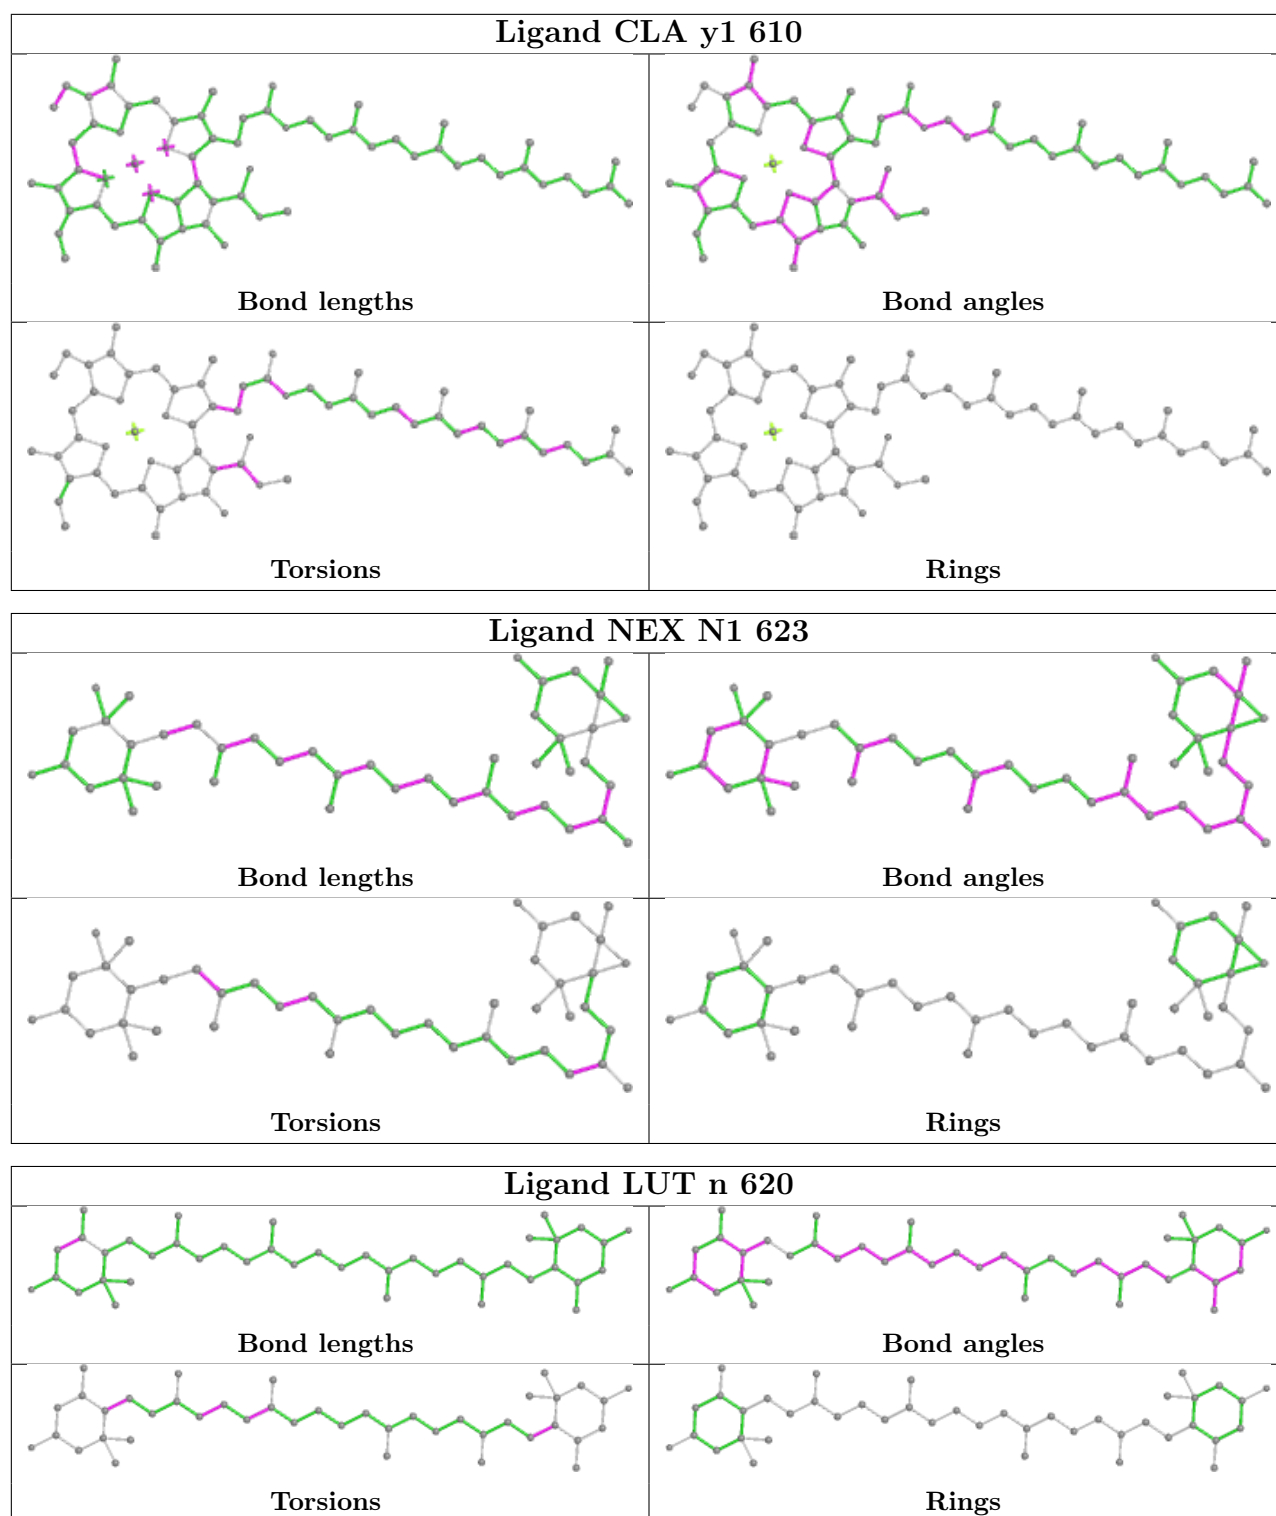 Ligand CLA y1 610
Bond lengths
Bond angles
Torsions
Rings
Ligand NEX N1 623
Bond lengths
Bond angles
Torsions
Rings
Ligand LUT n 620
Bond lengths
Bond angles
Torsions
Rings